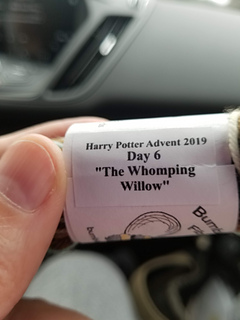 Harry Potter Advent 2019
Day 6
"The Whomping
Willow"